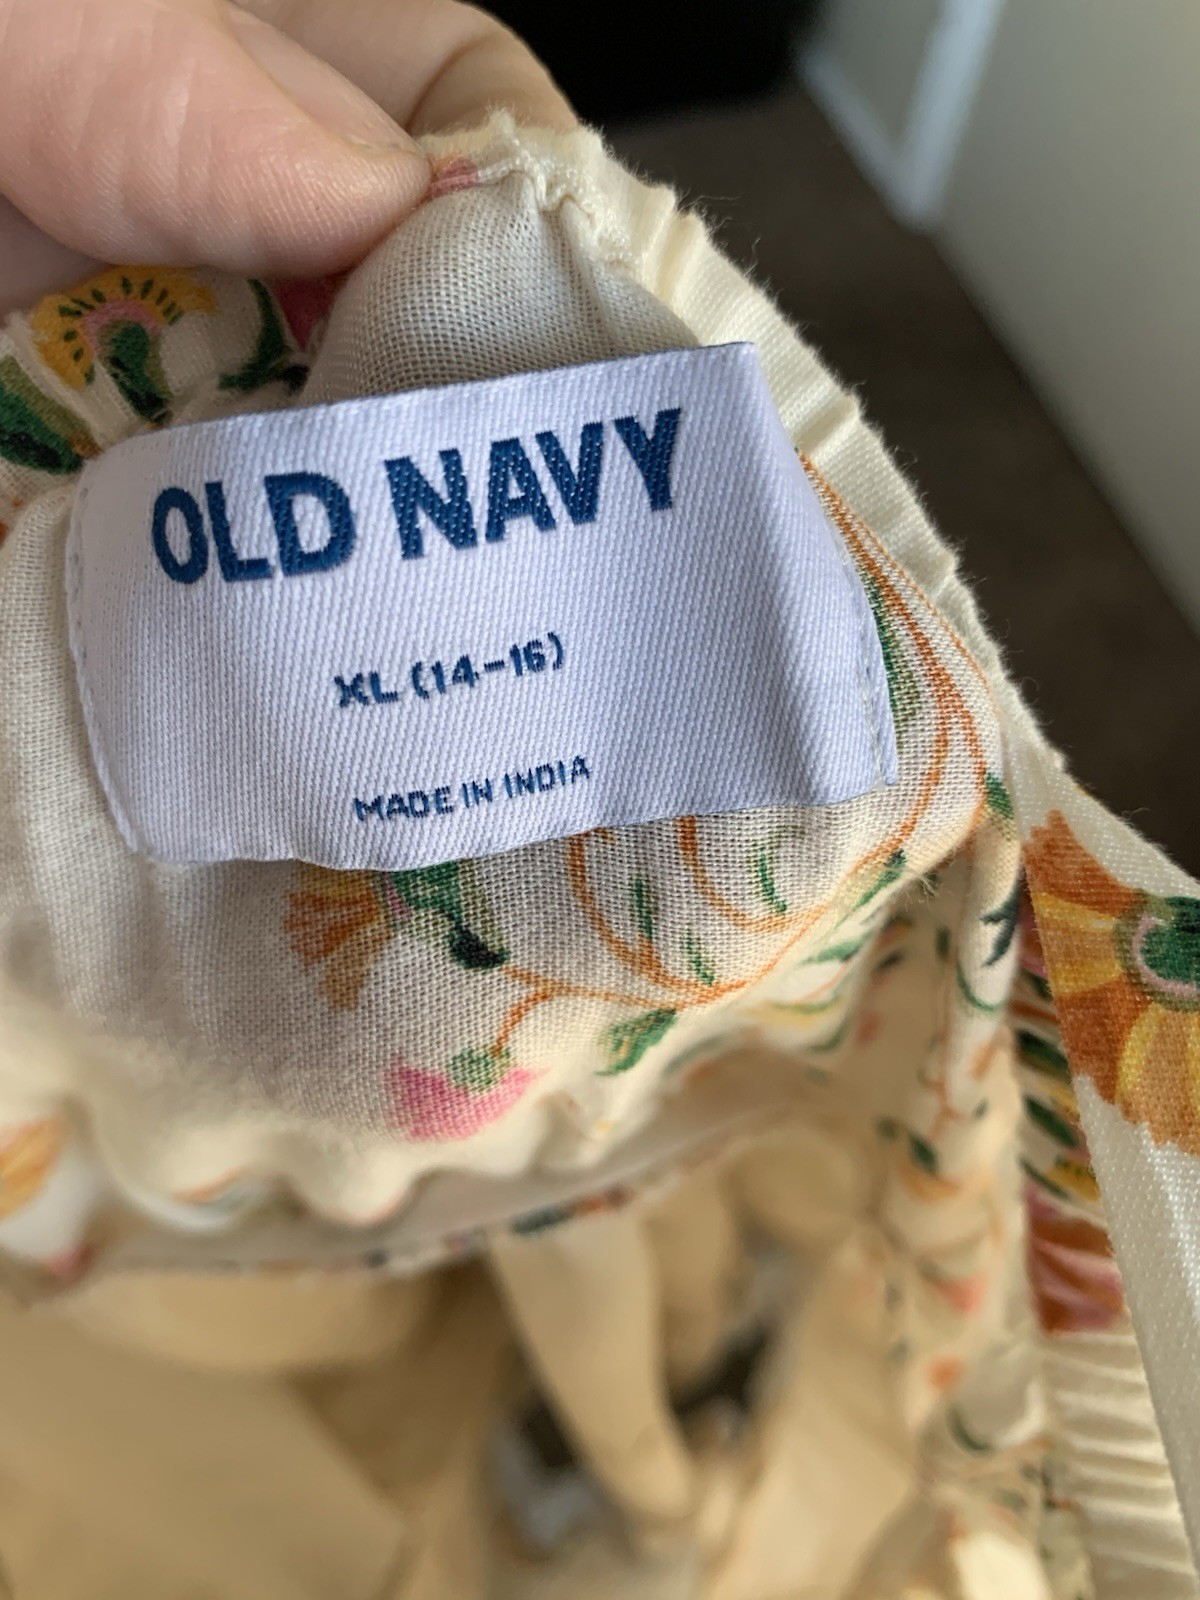 OLD NAVY
XL (14-16)
MADE IN INDIA